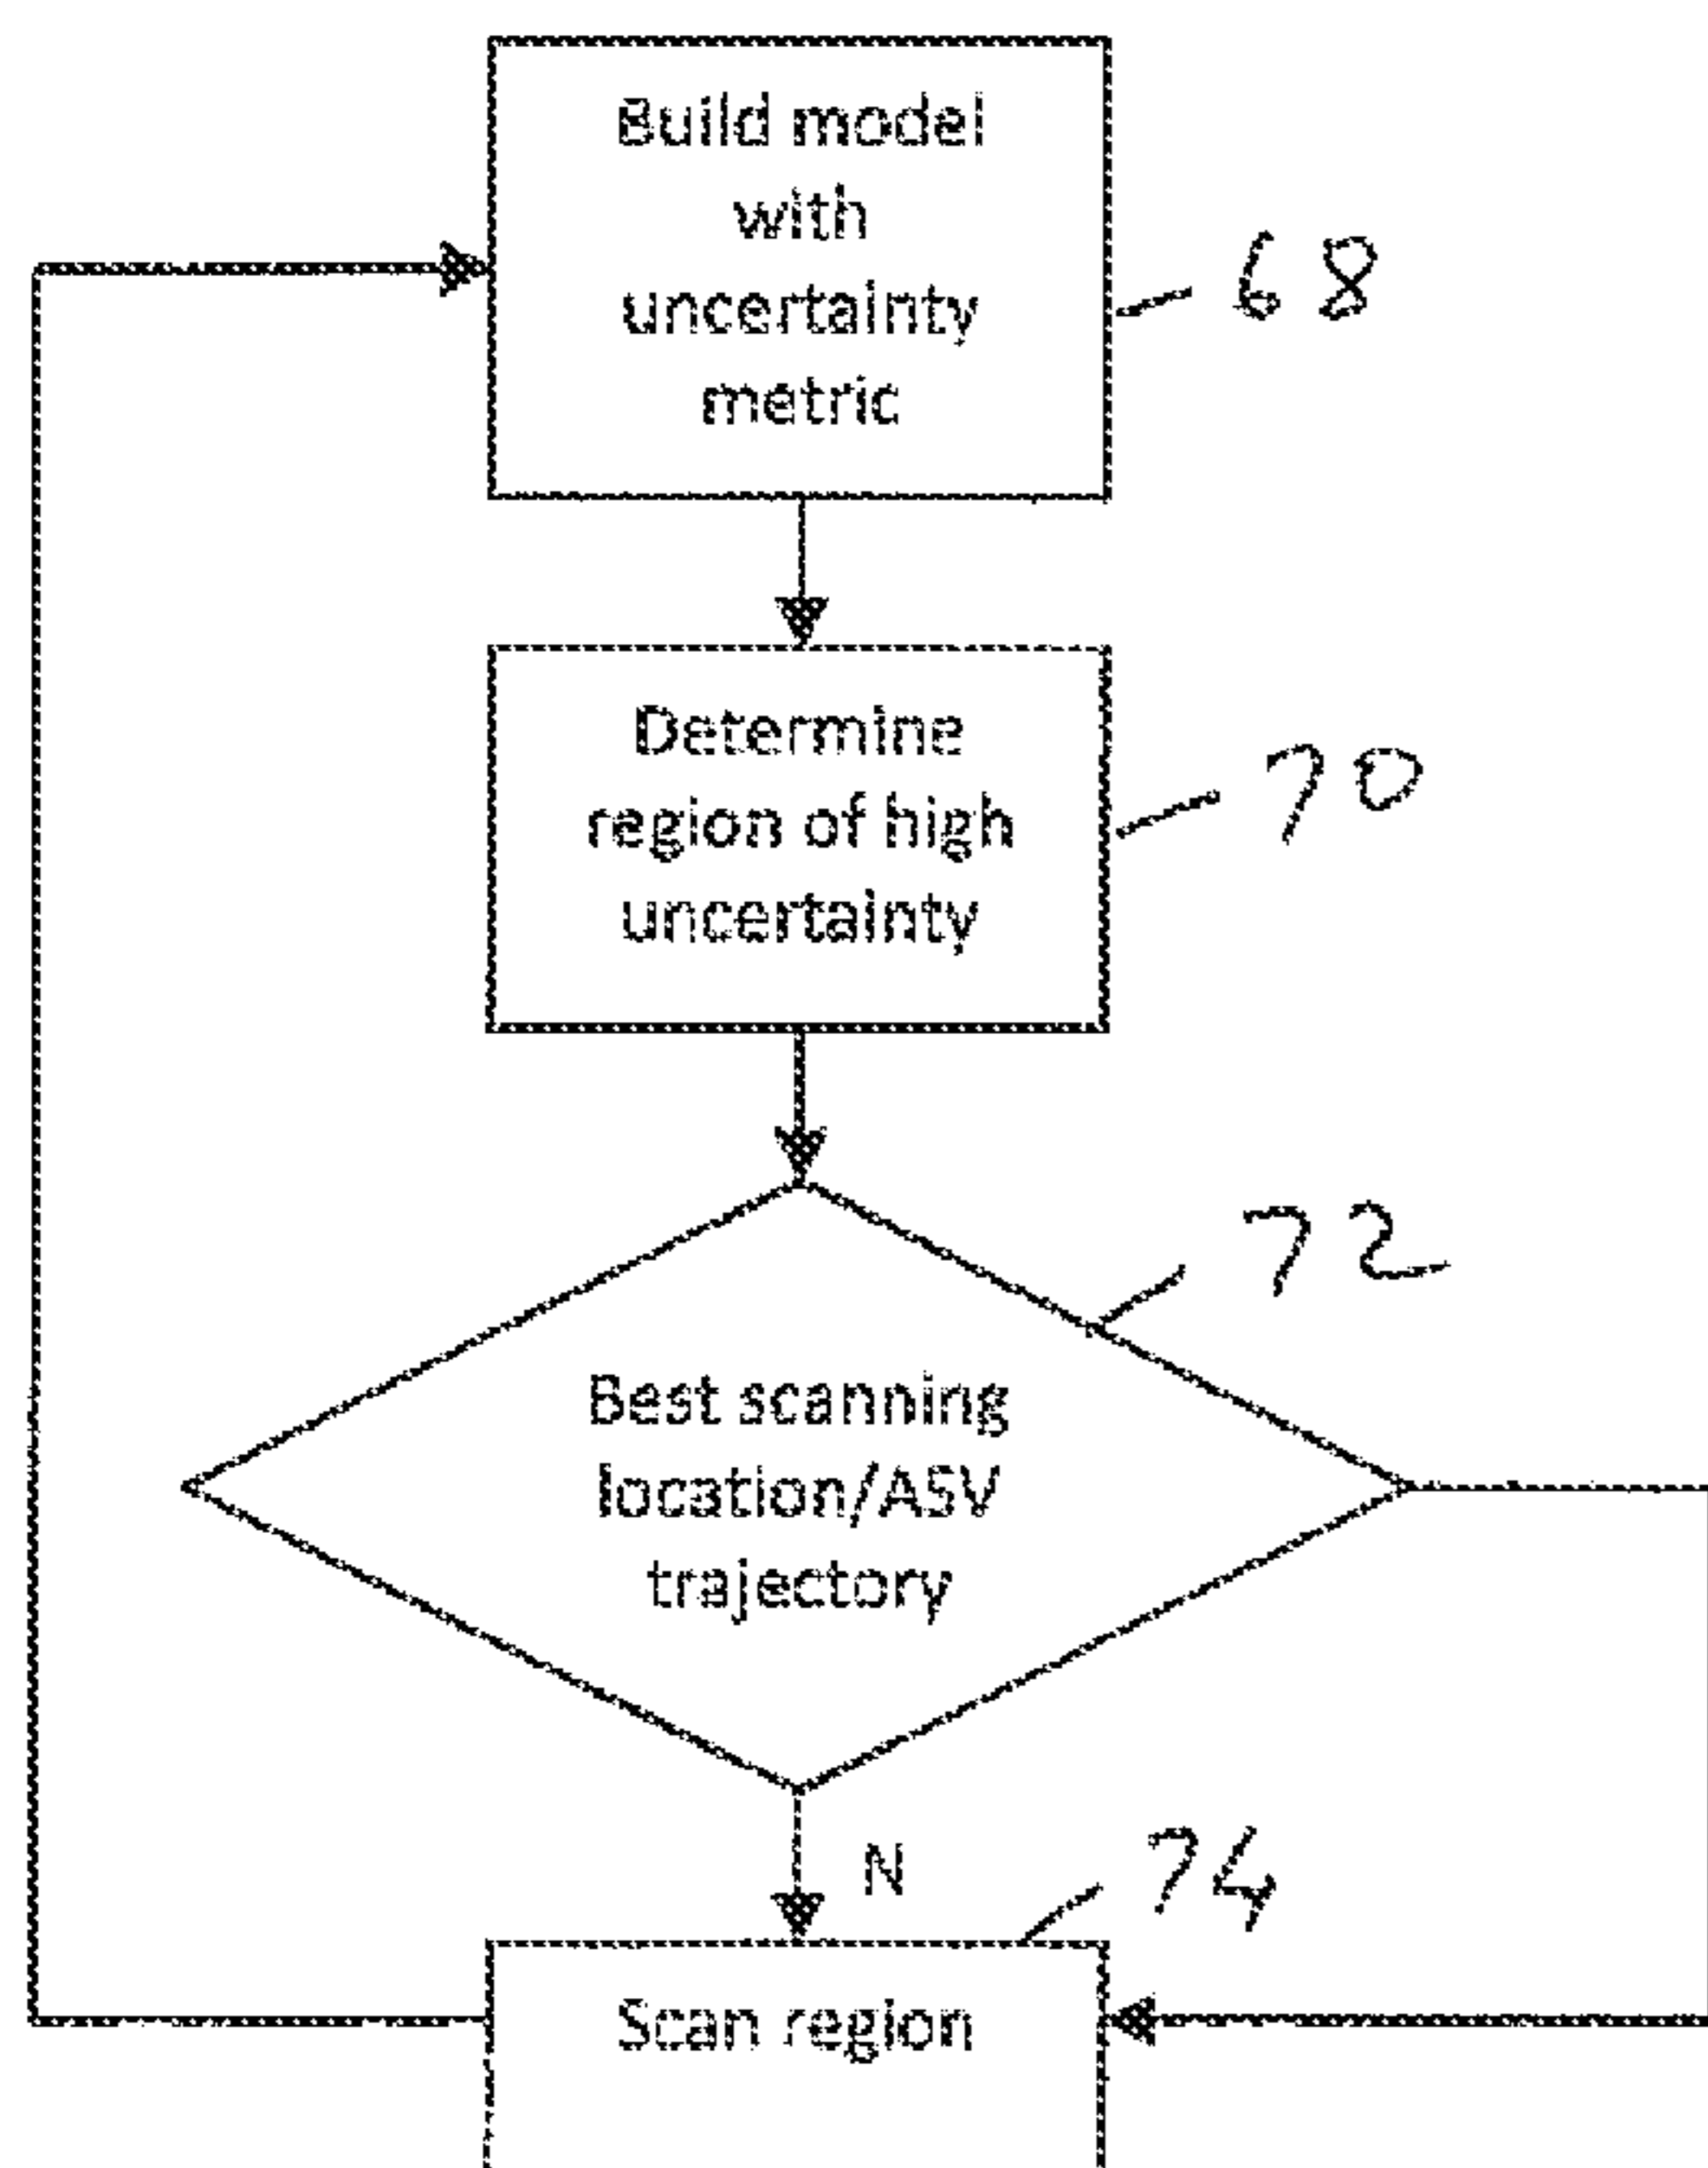 Build model
with
uncertainty
metric
68
Determine
region of high
uncertainty
70
72
Best scanning
location/ASV
trajectory
N
74
Scan region